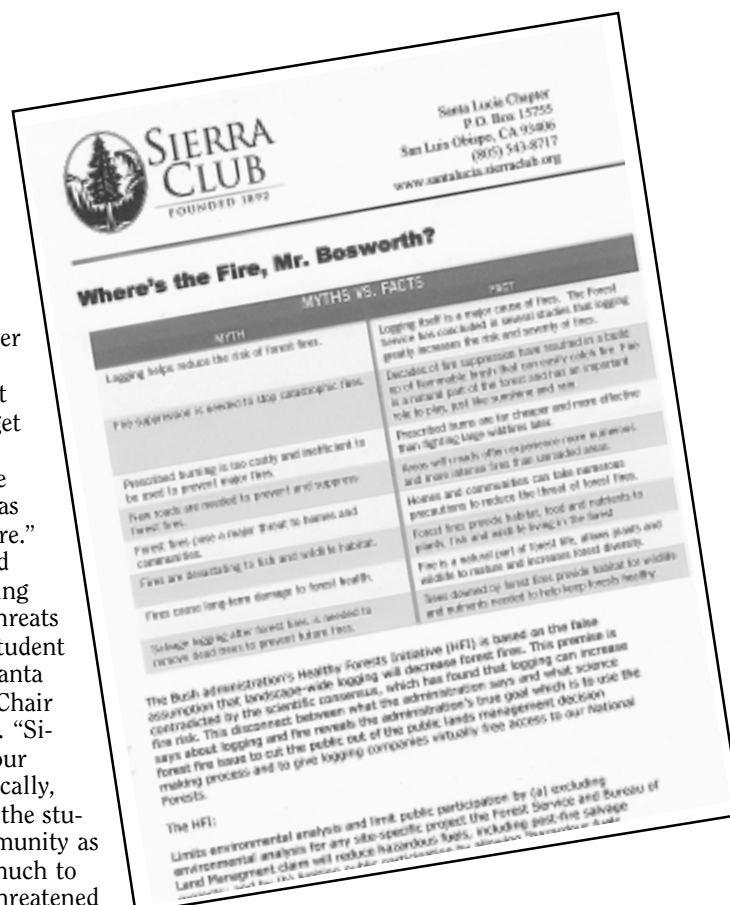 er
t
get
e
as
re."
d
ing
hreats
tudent
anta
Chair
. "Si-
our
cally,
the stu-
munity as
much to
hreatened
SIERRA
CLUB
FOUNDED 1892
Santa Lucia Chapter
P.O. Box 15755
San Luis Obispo, CA 93406
(805) 543-8717
www.santalucia.sierraclub.org
Where's the Fire, Mr. Bosworth?
MYTHS VS. FACTS
MYTH
FACT
Logging helps reduce the risk of forest fires.
Logging itself is a major cause of fires. The Forest
Service has concluded in several studies that logging
greatly increases the risk and severity of fires.
Fire suppression is needed to stop catastrophic fires.
Decades of fire suppression have resulted in a build
up of flammable brush that can easily catch fire. Fire
is a natural part of the forest and has an important
role to play, just like sunshine and rain.
Prescribed burning is too costly and inefficient to
be used to prevent major fires.
Prescribed burns are far cheaper and more effective
than fighting large wildfires later.
New roads are needed to prevent and suppress
forest fires.
Areas with roads often experience more numerous
and more intense fires than unroaded areas.
Forest fires pose a major threat to homes and
communities.
Homes and communities can take numerous
precautions to reduce the threat of forest fires.
Fires are devastating to fish and wildlife habitat.
Forest fires provide habitat, food and nutrients to
plants, fish and wildlife living in the forest
Fires cause long-term damage to forest health.
Fire is a natural part of forest life, allows plants and
wildlife to mature and increases forest diversity.
Salvage logging after forest fires is needed to
remove dead trees to prevent future fires.
Trees downed by forest fires provide habitat for wildlife
and nutrients needed to help keep forests healthy
The Bush administration's Healthy Forests Initiative (HFI) is based on the false
assumption that landscape-wide logging will decrease forest fires. This premise is
contradicted by the scientific consensus, which has found that logging can increase
fire risk. This disconnect between what the administration says and what science
says about logging and fire reveals the administration's true goal which is to use the
forest fire issue to cut the public out of the public lands management decision
making process and to give logging companies virtually free access to our National
Forests.
The HFI:
Limits environmental analysis and limit public participation by (a) excluding
environmental analysis for any site-specific project the Forest Service and Bureau of
Land Managment claim will reduce hazardous fuels, including post-fire salvage